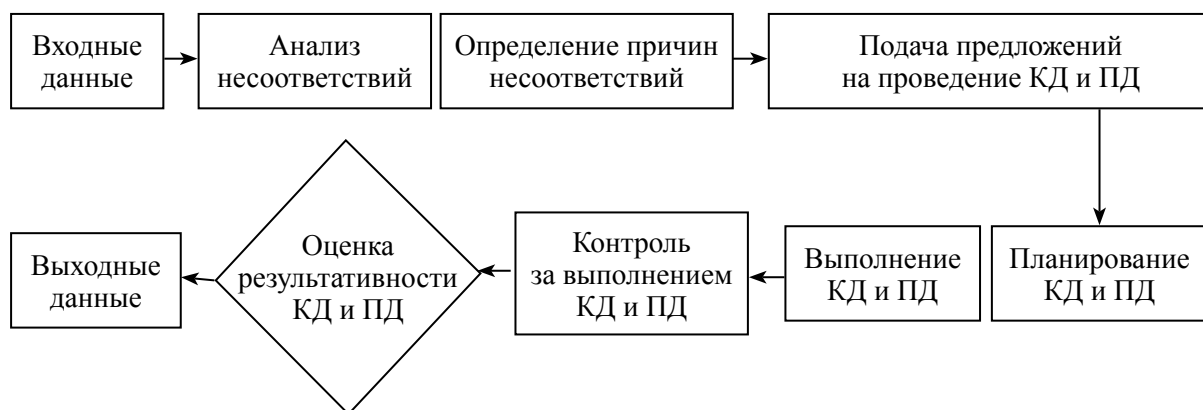 Входные
данные
Анализ
несоответствий
Определение причин
несоответствий
Подача предложений
на проведение КД и ПД
Выходные
данные
Оценка
результативности
КД и ПД
Контроль
за выполнением
КД и ПД
Выполнение
КД и ПД
Планирование
КД и ПД